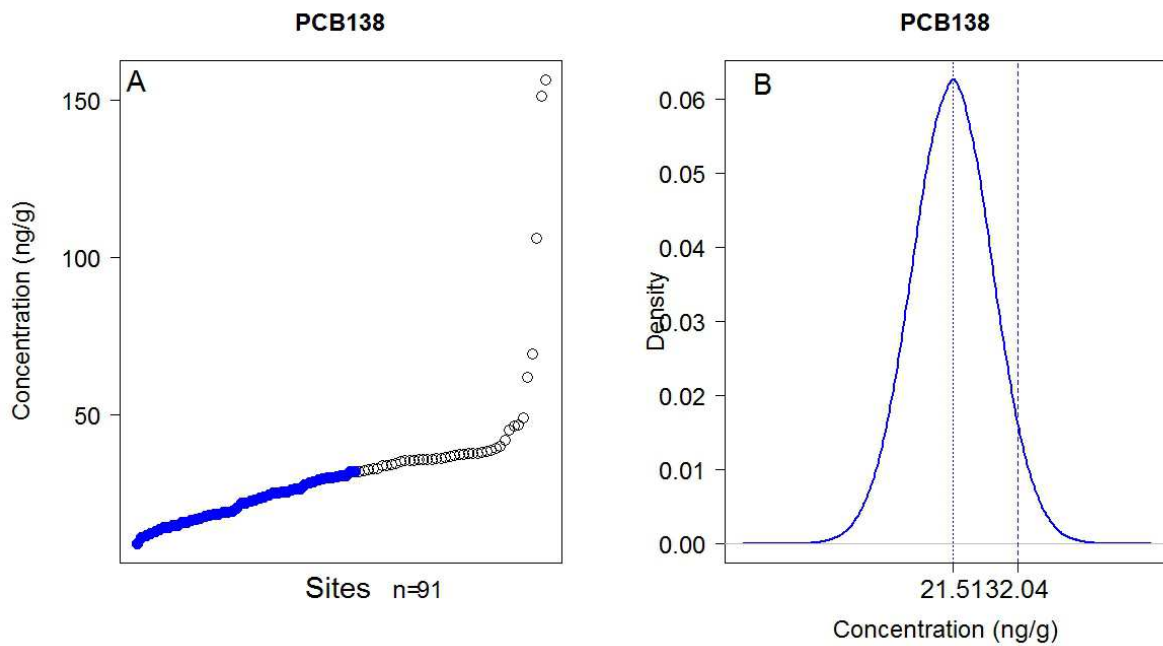 PCB138
A
Concentration (ng/g)
150
100
50
Sites n=91
PCB138
B
Density
0.06
0.05
0.04
0.03
0.02
0.01
0.00
21.5132.04
Concentration (ng/g)